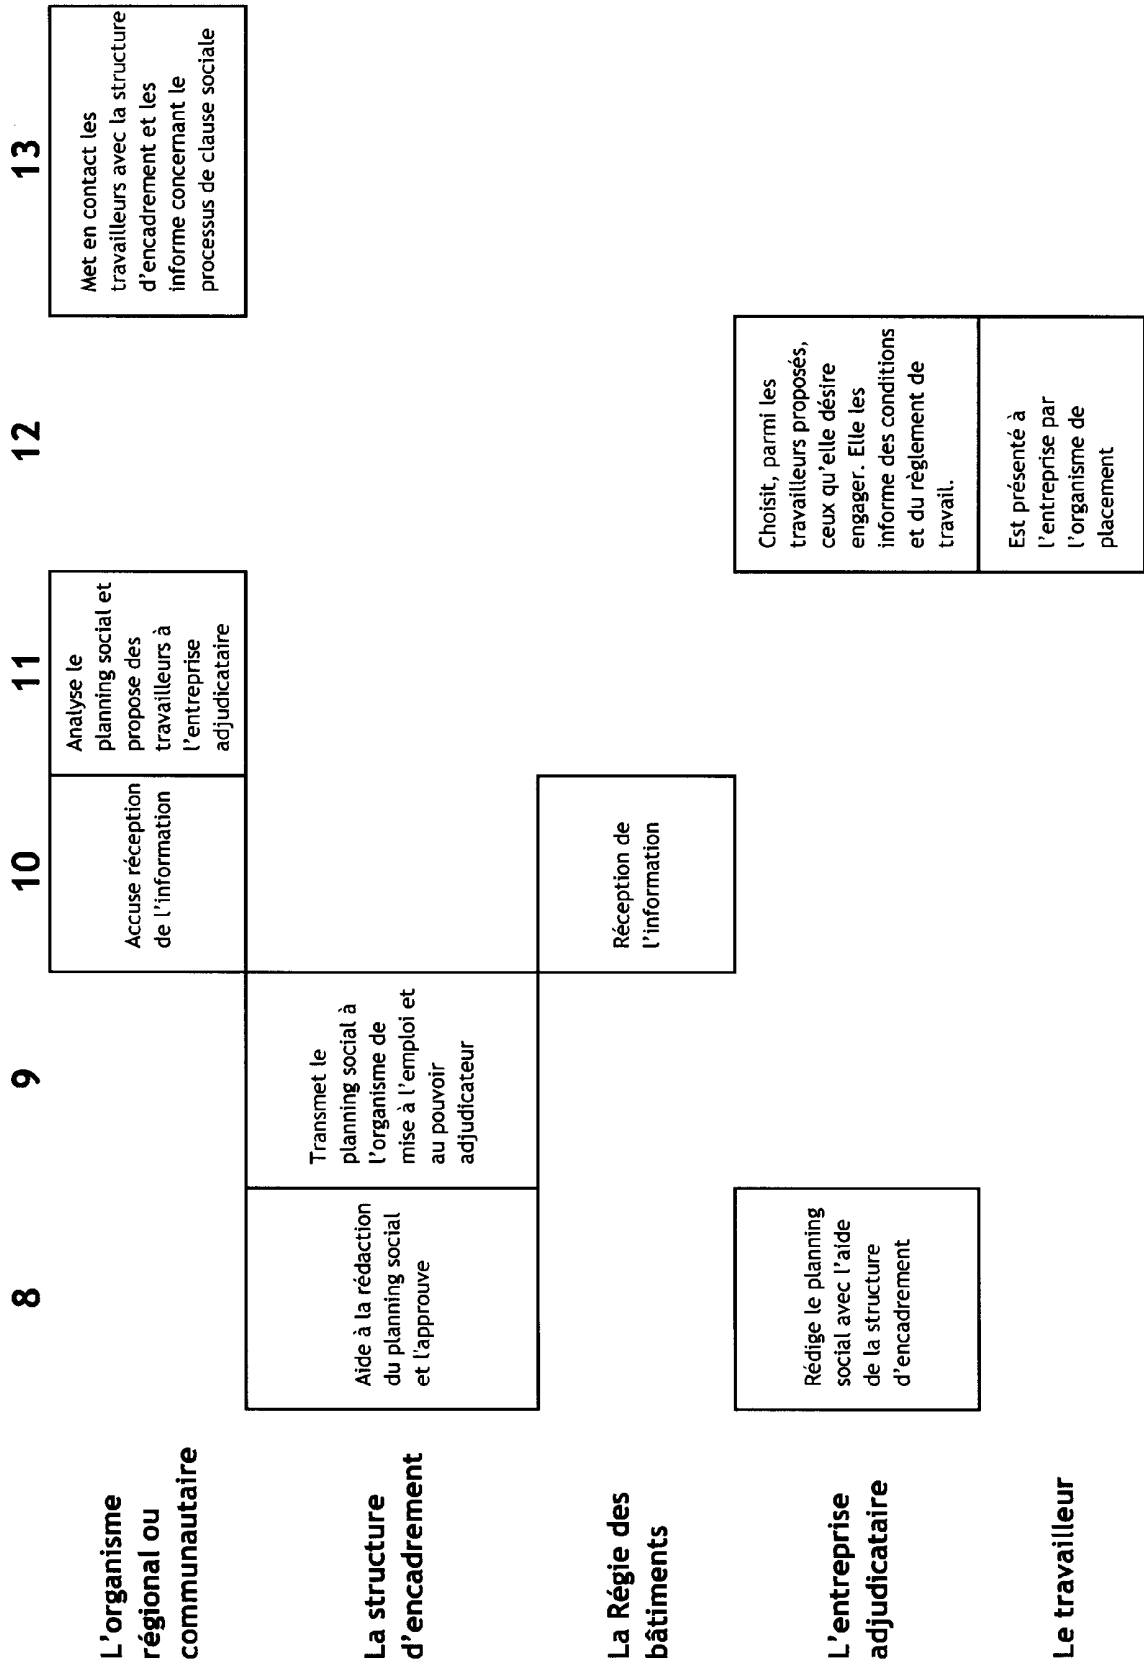 8
9
10
11
12
13
L'organisme
régional ou
communautaire
Accuse réception
de l'information
Analyse le
planning social et
propose des
travailleurs à
l'entreprise
adjudicataire
Met en contact les
travailleurs avec la structure
d'encadrement et les
informe concernant le
processus de clause sociale
La structure
d'encadrement
Aide à la rédaction
du planning social
et l'approuve
Transmet le
planning social à
l'organisme de
mise à l'emploi et
au pouvoir
adjudicateur
La Régie des
bâtiments
Réception de
l'information
L'entreprise
adjudicataire
Rédige le planning
social avec l'aide
de la structure
d'encadrement
Choisit, parmi les
travailleurs proposés,
ceux qu'elle désire
engager. Elle les
informe des conditions
et du règlement de
travail.
Le travailleur
Est présenté à
l'entreprise par
l'organisme de
placement